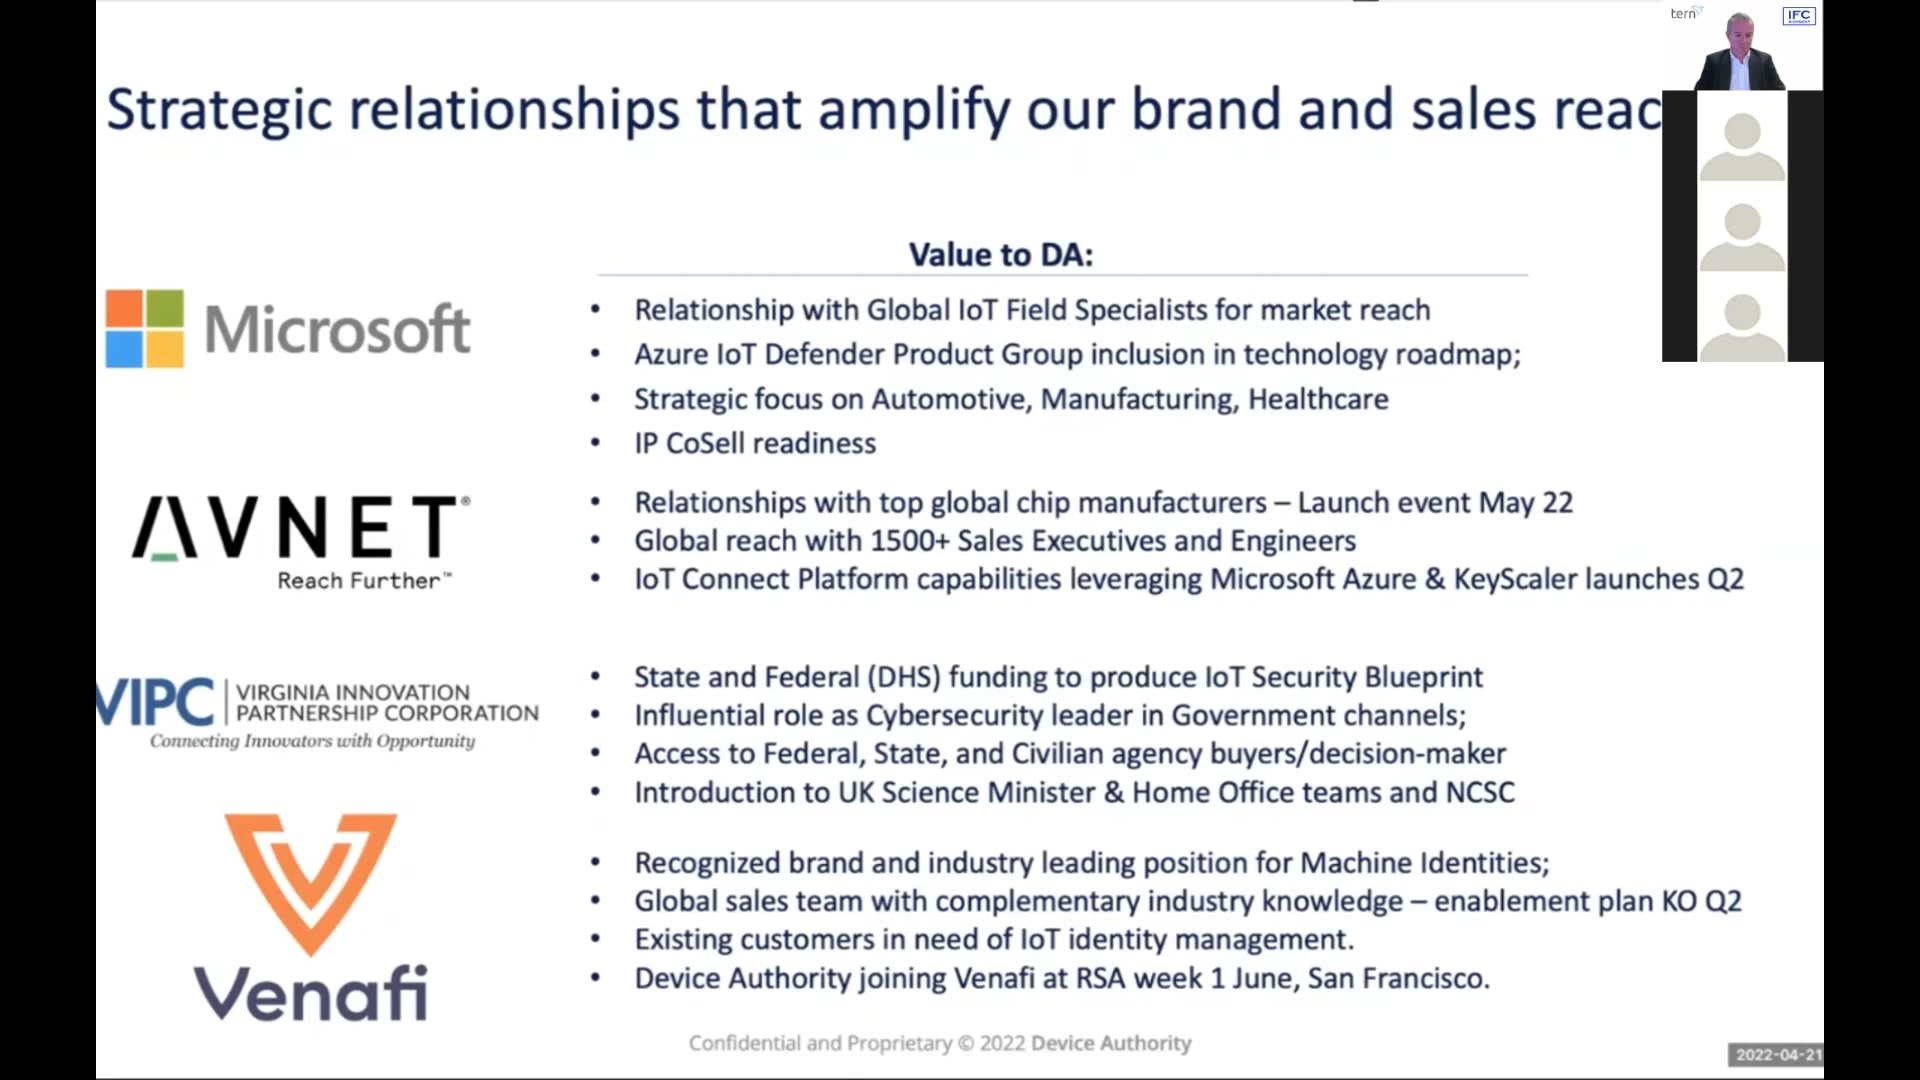 tern
IFC
ADVISORY
Strategic relationships that amplify our brand and sales reac
Value to DA:
Microsoft
• Relationship with Global IoT Field Specialists for market reach
• Azure IoT Defender Product Group inclusion in technology roadmap;
• Strategic focus on Automotive, Manufacturing, Healthcare
• IP CoSell readiness
AVNET®
Reach Further™
• Relationships with top global chip manufacturers – Launch event May 22
• Global reach with 1500+ Sales Executives and Engineers
• IoT Connect Platform capabilities leveraging Microsoft Azure & KeyScaler launches Q2
VIPC
VIRGINIA INNOVATION
PARTNERSHIP CORPORATION
Connecting Innovators with Opportunity
• State and Federal (DHS) funding to produce IoT Security Blueprint
• Influential role as Cybersecurity leader in Government channels;
• Access to Federal, State, and Civilian agency buyers/decision-maker
• Introduction to UK Science Minister & Home Office teams and NCSC
Venafi
• Recognized brand and industry leading position for Machine Identities;
• Global sales team with complementary industry knowledge – enablement plan KO Q2
• Existing customers in need of IoT identity management.
• Device Authority joining Venafi at RSA week 1 June, San Francisco.
Confidential and Proprietary © 2022 Device Authority
2022-04-21